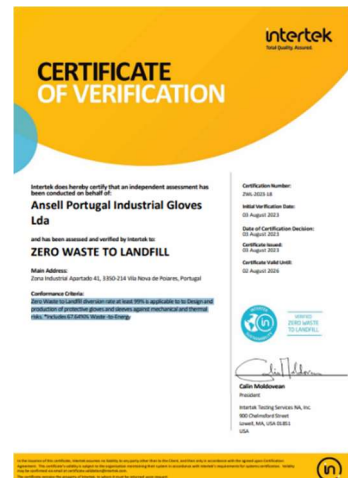 intertek
Total Quality. Assured.
CERTIFICATE
OF VERIFICATION
Intertek does hereby certify that an independent assessment has
been conducted on behalf of:
Ansell Portugal Industrial Gloves
Lda
and has been assessed and verified by Intertek to:
ZERO WASTE TO LANDFILL
Main Address:
Zona Industrial Apartado 41, 3350-214 Vila Nova de Poiares, Portugal
Conformance Criteria:
Zero Waste to Landfill diversion rate at least 99% is applicable to to Design and
production of protective gloves and sleeves against mechanical and thermal
risks. *Includes 67.649% Waste -to-Energy
Certification Number:
ZWL-2023-18
Initial Verification Date:
03 August 2023
Date of Certification Decision:
03 August 2023
Certificate Issued:
03 August 2023
Certificate Valid Until:
02 August 2026
in
VERIFIED
ZERO WASTE
TO LANDFILL
Calin Moldovean
President
Intertek Testing Services NA, Inc.
900 Chelmsford Street
Lowell, MA, USA 01851
USA
in